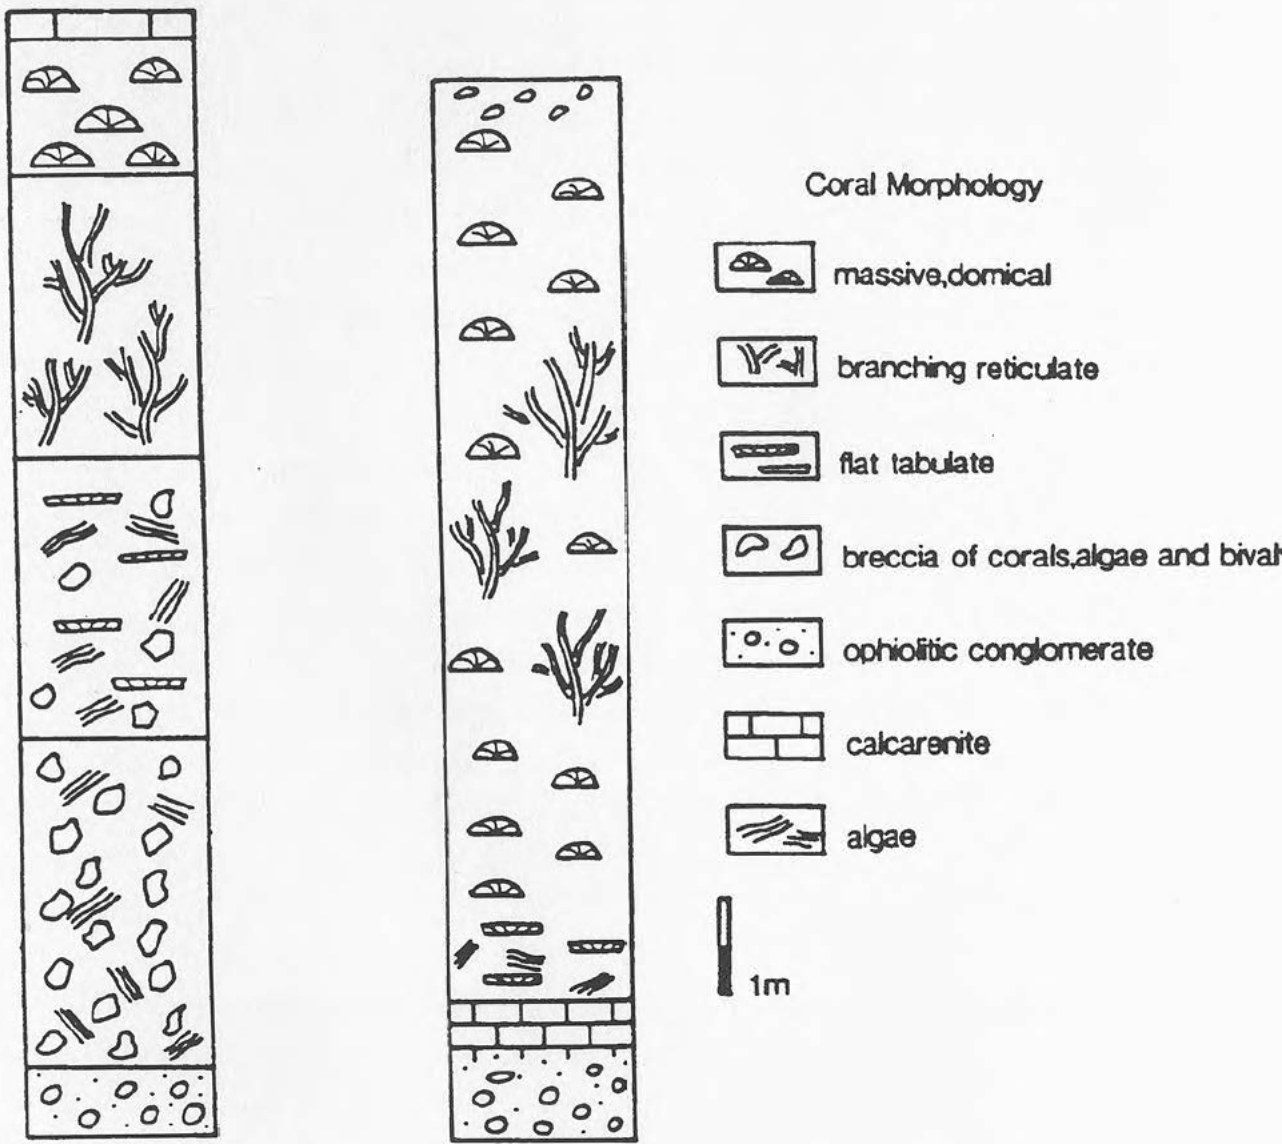 Coral Morphology
massive,domical
branching reticulate
flat tabulate
breccia of corals,algae and
ophiolitic conglomerate
calcarenite
algae
1m